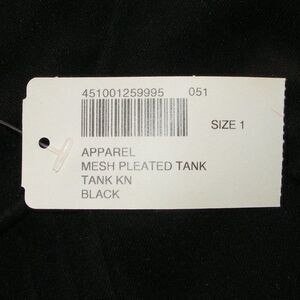 451001259995 051
SIZE 1
APPAREL
MESH PLEATED TANK
TANK KN
BLACK